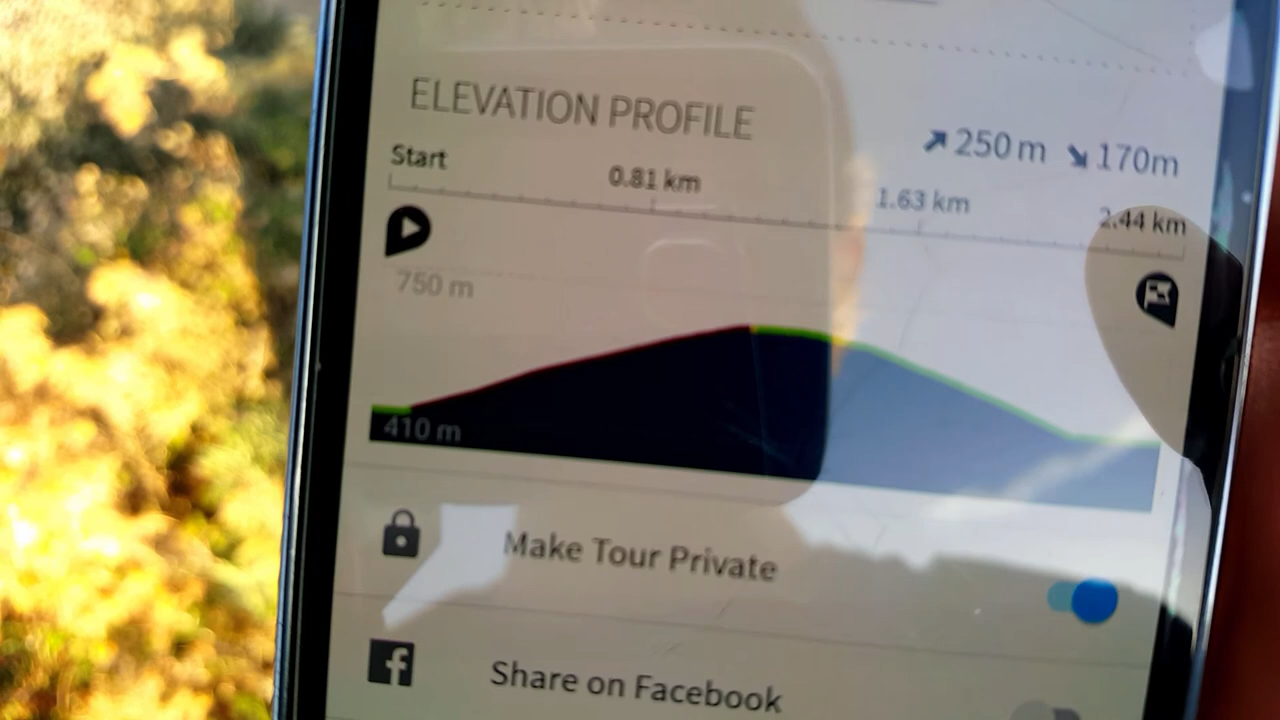 ELEVATION PROFILE
250 m 170m
Start 0.81 km 1.63 km 2.44 km
750 m
410 m
Make Tour Private
f
Share on Facebook